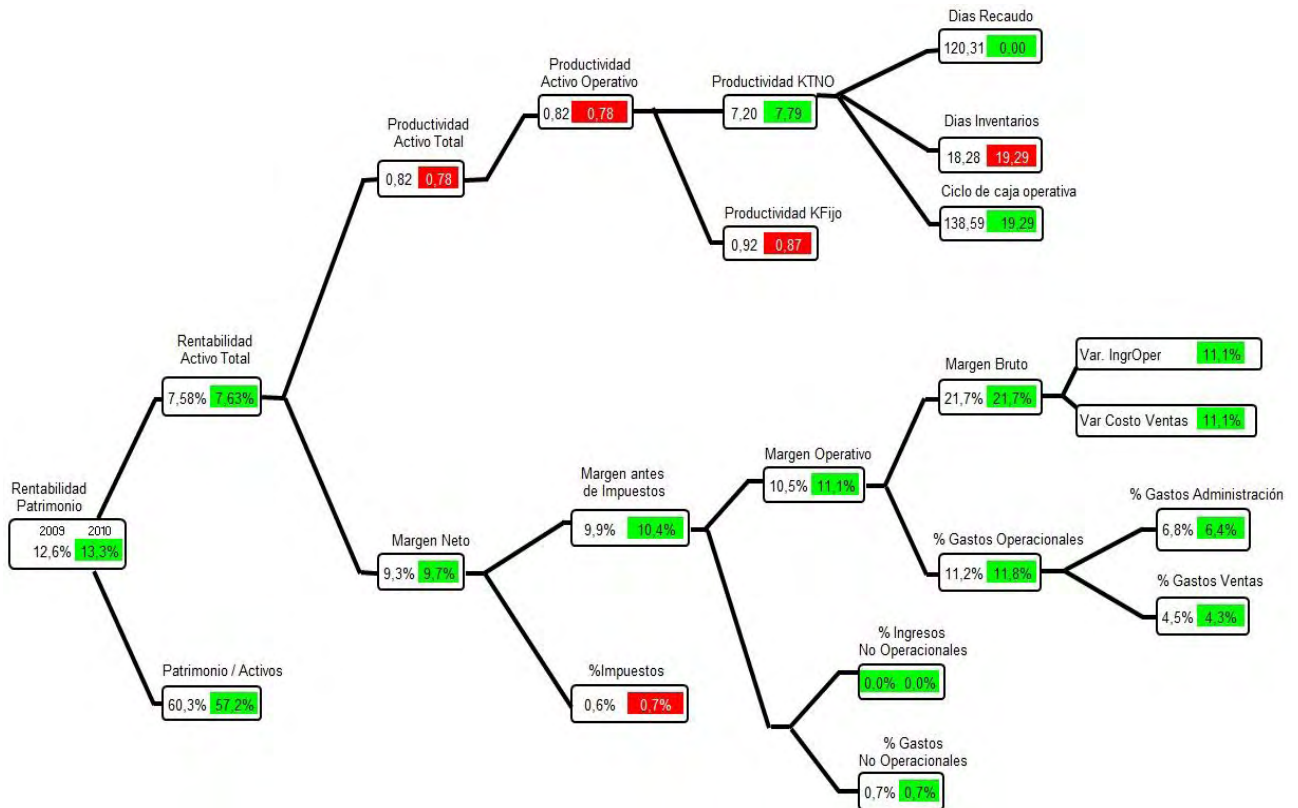 Dias Recaudo
120,31 0,00
Productividad
Activo Operativo
0,82 0,78
Productividad KTNO
7,20 7,79
Dias Inventarios
18,28 19,29
Productividad
Activo Total
0,82 0,78
Ciclo de caja operativa
138,59 19,29
Productividad KFijo
0,92 0,87
Rentabilidad
Activo Total
7,58% 7,63%
Margen Bruto
21,7% 21,7%
Var. IngrOper 11,1%
Var Costo Ventas 11,1%
Margen Operativo
10,5% 11,1%
Margen antes
de Impuestos
9,9% 10,4%
Rentabilidad
Patrimonio
2009 2010
12,6% 13,3%
Margen Neto
9,3% 9,7%
% Gastos Operacionales
11,2% 11,8%
% Gastos Administración
6,8% 6,4%
% Gastos Ventas
4,5% 4,3%
% Ingresos
No Operacionales
0,0% 0,0%
Patrimonio / Activos
60,3% 57,2%
%Impuestos
0,6% 0,7%
% Gastos
No Operacionales
0,7% 0,7%